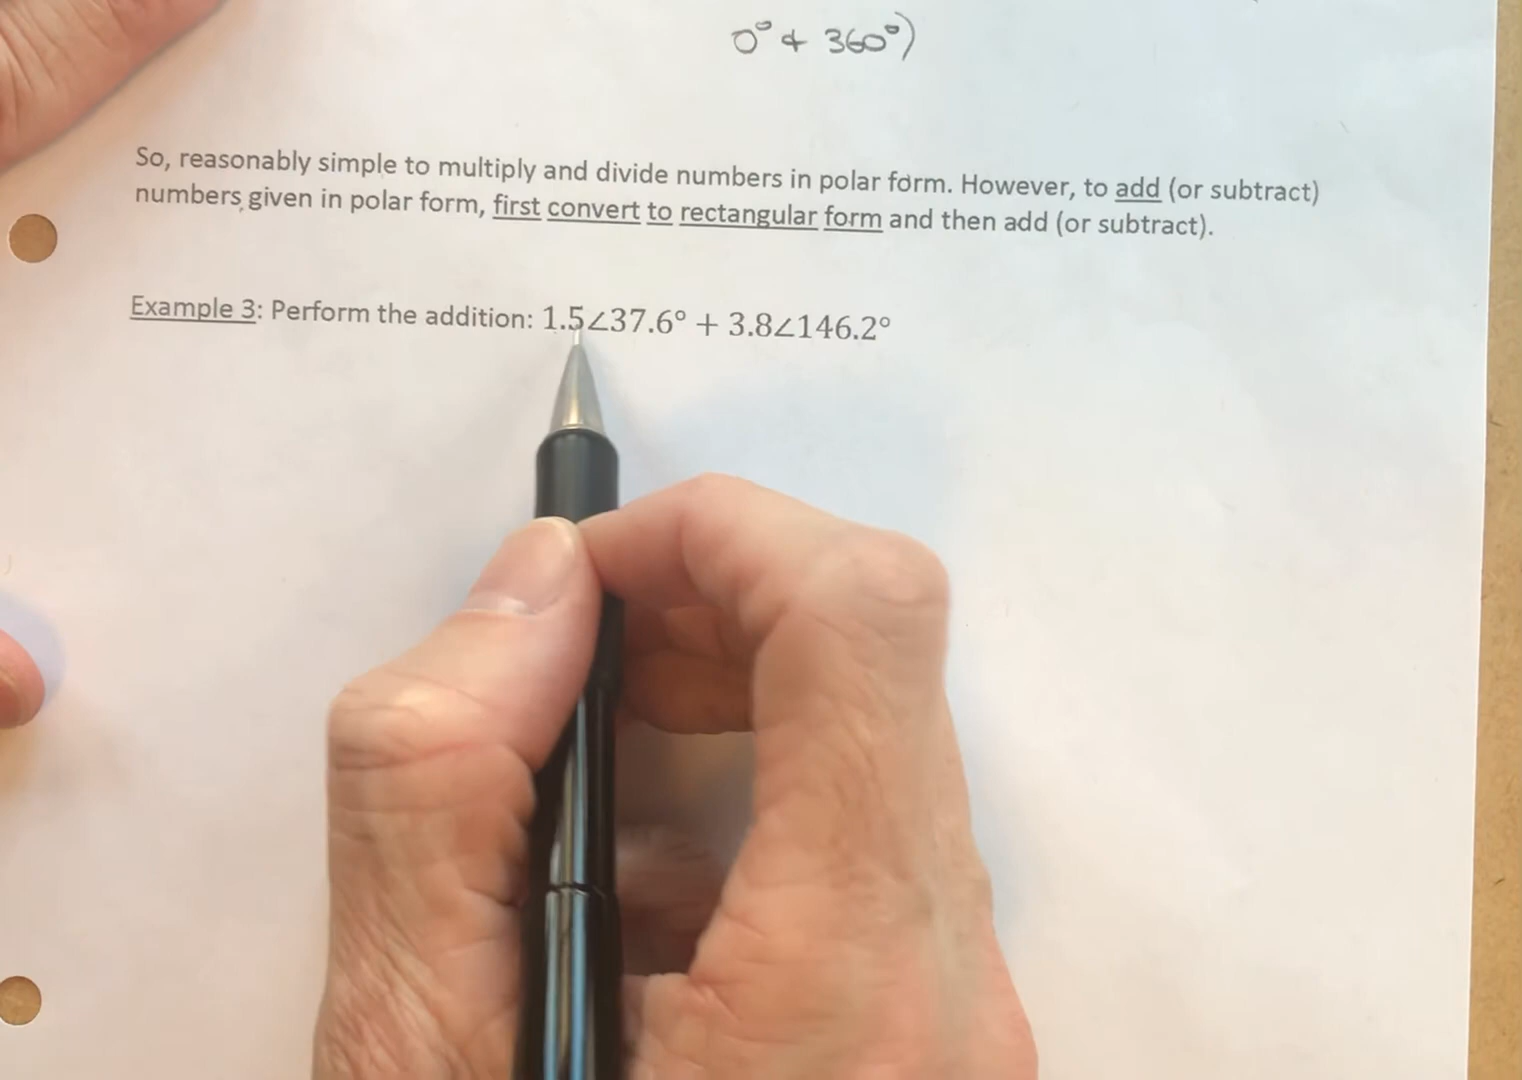 0° & 360°)
So, reasonably simple to multiply and divide numbers in polar form. However, to add (or subtract)
numbers given in polar form, first convert to rectangular form and then add (or subtract).
Example 3: Perform the addition: 1.5∠37.6° + 3.8∠146.2°